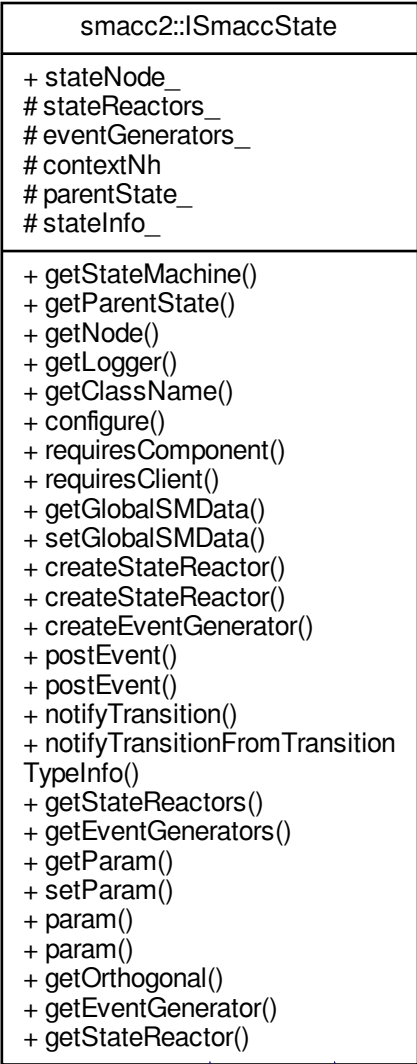 smacc2::ISmaccState
+ stateNode_
# stateReactors_
# eventGenerators_
# contextNh
# parentState_
# stateInfo_
+ getStateMachine()
+ getParentState()
+ getNode()
+ getLogger()
+ getClassName()
+ configure()
+ requiresComponent()
+ requiresClient()
+ getGlobalSMData()
+ setGlobalSMData()
+ createStateReactor()
+ createStateReactor()
+ createEventGenerator()
+ postEvent()
+ postEvent()
+ notifyTransition()
+ notifyTransitionFromTransition
TypeInfo()
+ getStateReactors()
+ getEventGenerators()
+ getParam()
+ setParam()
+ param()
+ param()
+ getOrthogonal()
+ getEventGenerator()
+ getStateReactor()